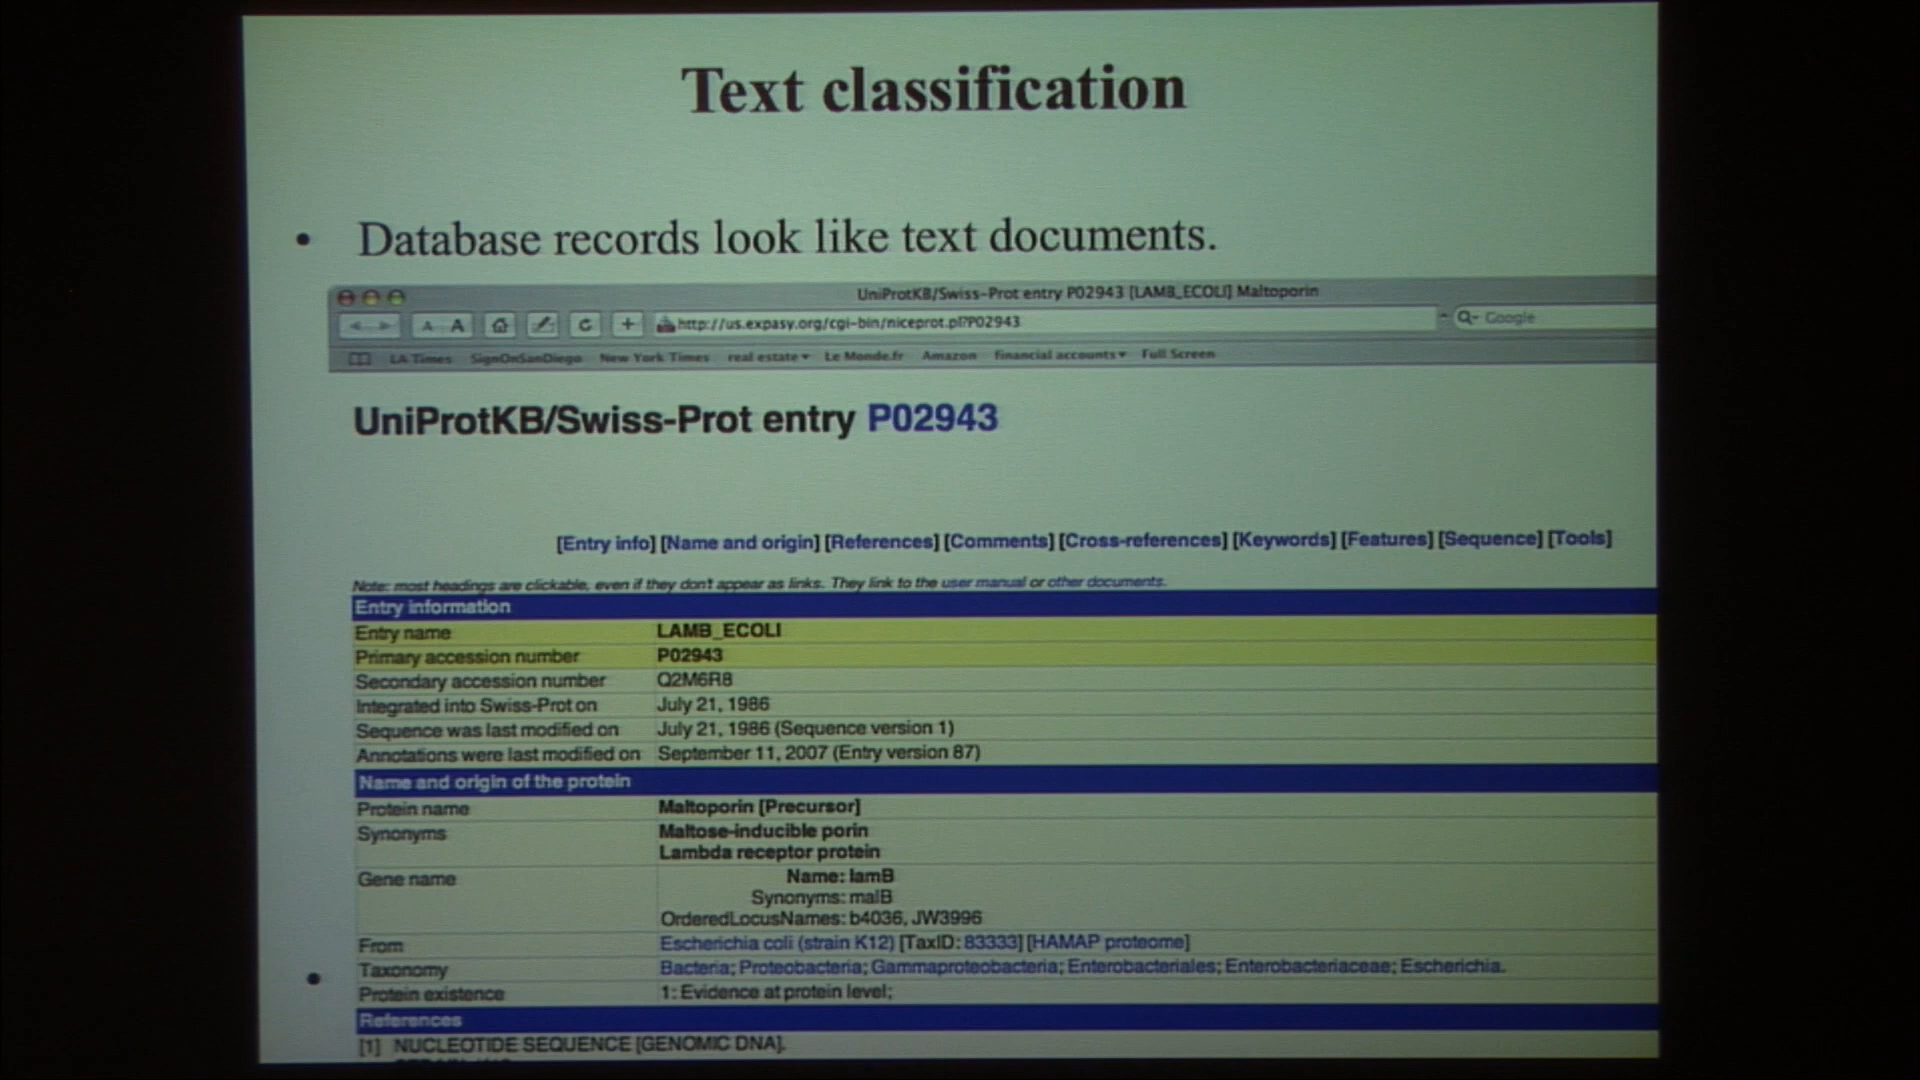 Text classification
• Database records look like text documents.
UniProtKB/Swiss-Prot entry P02943 [LAMB_ECOLI] Maltoporin
A A + http://us.expasy.org/cgi-bin/niceprot.pl?P02943 Q- Google
LA Times SignOnSanDiego New York Times real estate▾ Le Monde.fr Amazon financial accounts▾ Full Screen
UniProtKB/Swiss-Prot entry P02943
[Entry info] [Name and origin] [References] [Comments] [Cross-references] [Keywords] [Features] [Sequence] [Tools]
Note: most headings are clickable, even if they don't appear as links. They link to the user manual or other documents.
Entry information
Entry name LAMB_ECOLI
Primary accession number P02943
Secondary accession number Q2M6R8
Integrated into Swiss-Prot on July 21, 1986
Sequence was last modified on July 21, 1986 (Sequence version 1)
Annotations were last modified on September 11, 2007 (Entry version 87)
Name and origin of the protein
Protein name Maltoporin [Precursor]
Synonyms Maltose-inducible porin
Lambda receptor protein
Gene name Name: lamB
Synonyms: malB
OrderedLocusNames: b4036, JW3996
From Escherichia coli (strain K12) [TaxID: 83333] [HAMAP proteome]
• Taxonomy Bacteria; Proteobacteria; Gammaproteobacteria; Enterobacteriales; Enterobacteriaceae; Escherichia.
Protein existence 1: Evidence at protein level;
References
[1] NUCLEOTIDE SEQUENCE [GENOMIC DNA].